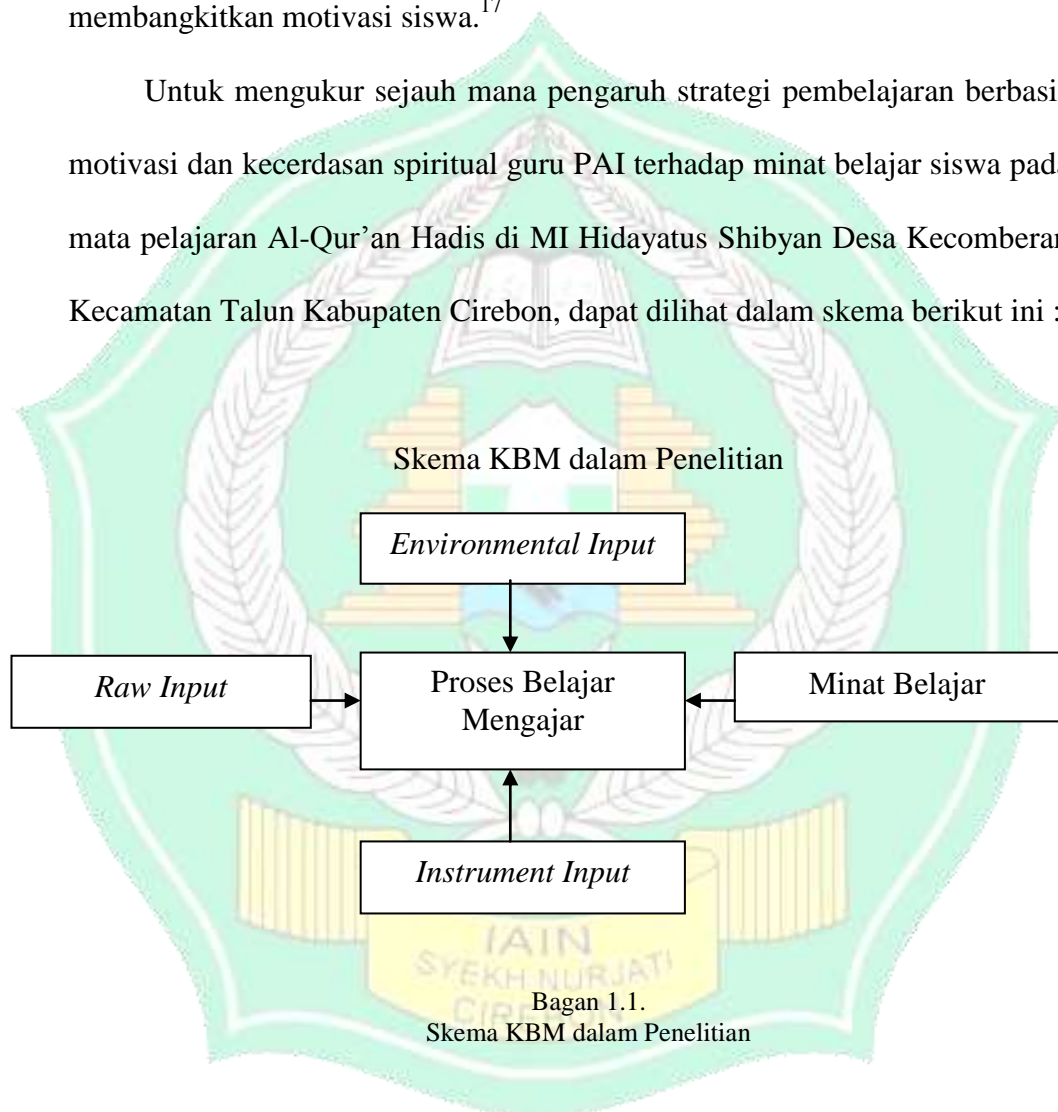 membangkitkan motivasi siswa.17
Untuk mengukur sejauh mana pengaruh strategi pembelajaran berbasi
motivasi dan kecerdasan spiritual guru PAI terhadap minat belajar siswa pada
mata pelajaran Al-Qur’an Hadis di MI Hidayatus Shibyan Desa Kecomberan
Kecamatan Talun Kabupaten Cirebon, dapat dilihat dalam skema berikut ini :
Skema KBM dalam Penelitian
Environmental Input
Raw Input
Proses Belajar
Mengajar
Minat Belajar
Instrument Input
IAIN
SYEKH NURJATI
CIREBON
Bagan 1.1.
Skema KBM dalam Penelitian